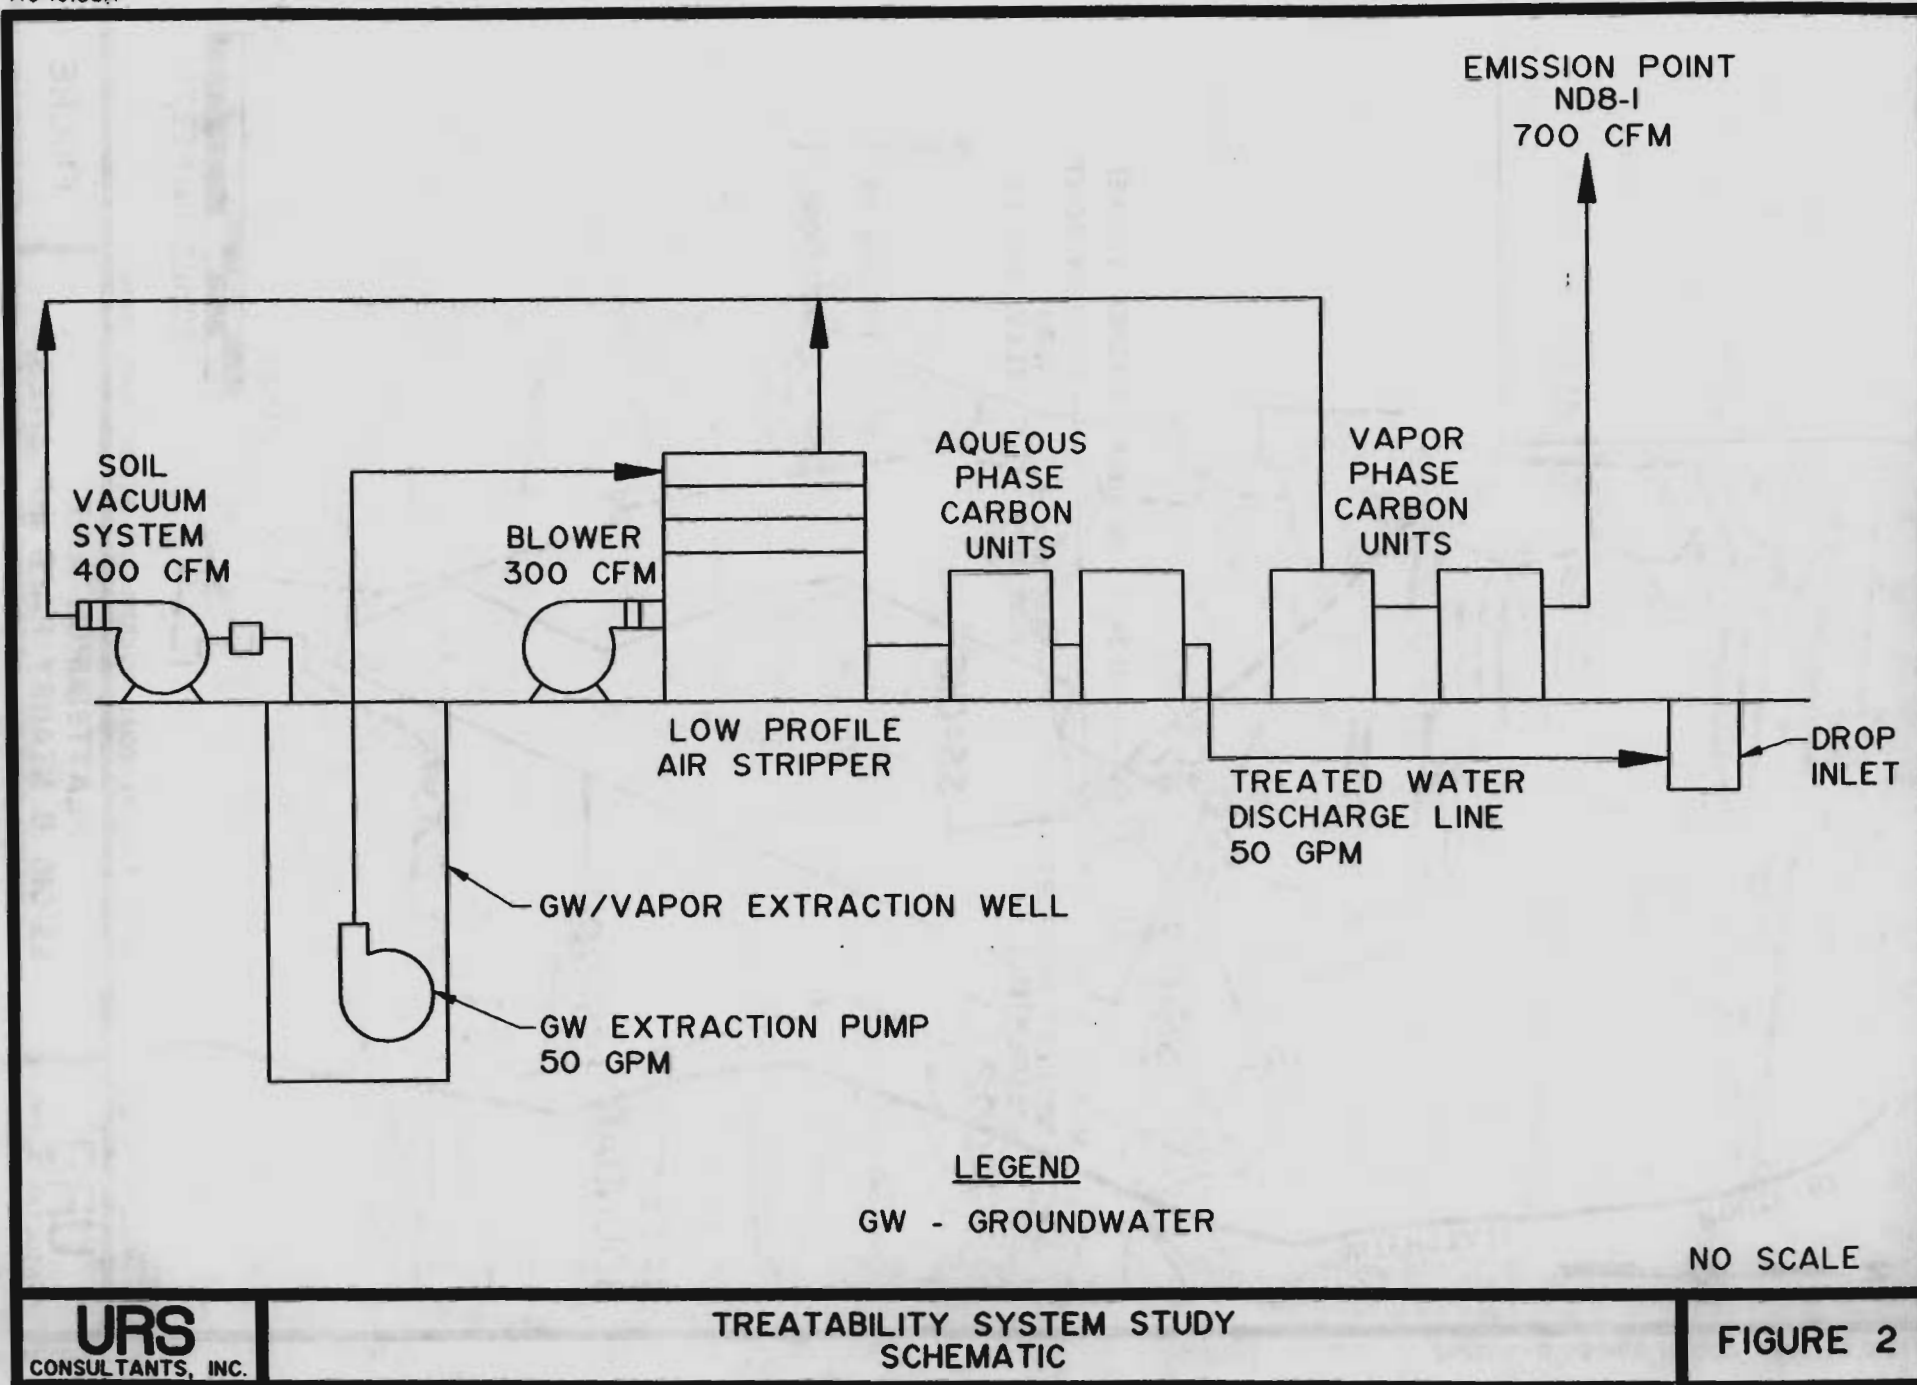 EMISSION POINT
ND8-1
700 CFM
SOIL
VACUUM
SYSTEM
400 CFM
BLOWER
300 CFM
AQUEOUS
PHASE
CARBON
UNITS
VAPOR
PHASE
CARBON
UNITS
LOW PROFILE
AIR STRIPPER
TREATED WATER
DISCHARGE LINE
50 GPM
DROP
INLET
GW/VAPOR EXTRACTION WELL
GW EXTRACTION PUMP
50 GPM
LEGEND
GW - GROUNDWATER
NO SCALE
URS
CONSULTANTS, INC.
TREATABILITY SYSTEM STUDY
SCHEMATIC
FIGURE 2